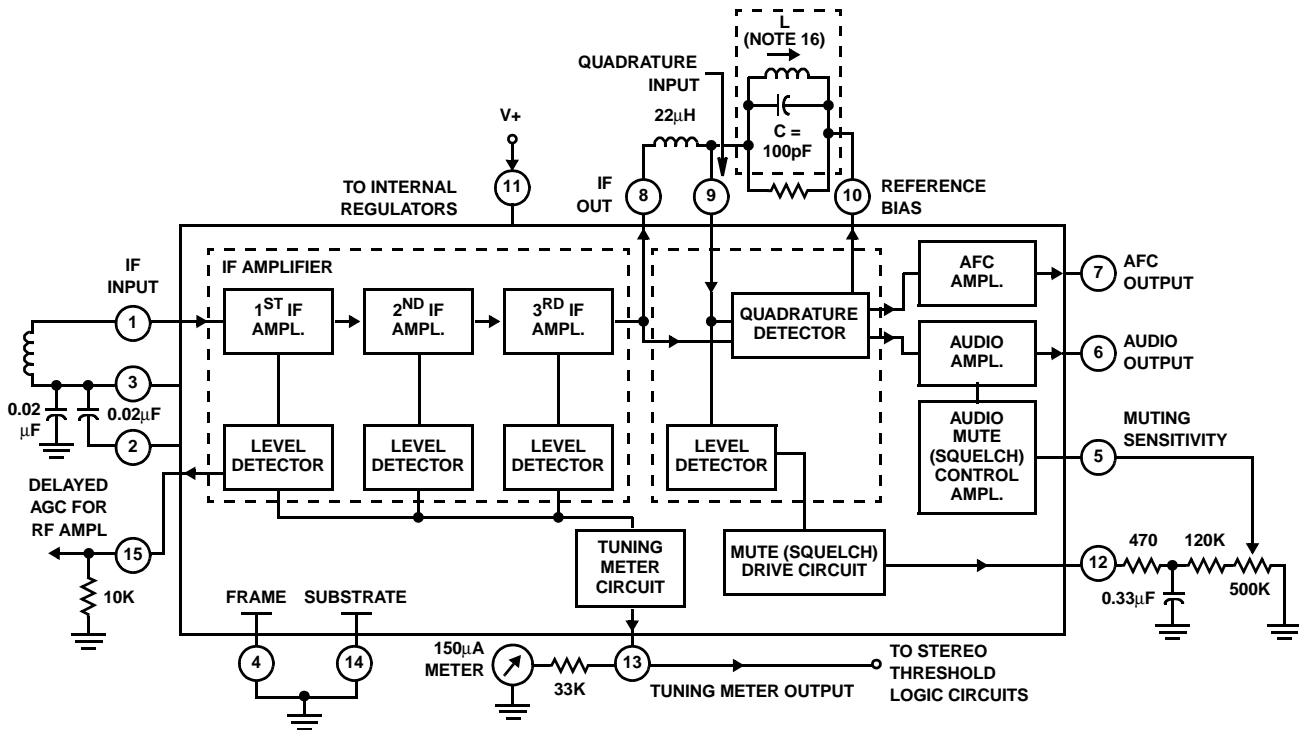 L
(NOTE 16)
QUADRATURE
INPUT
22µH
C =
100pF
V+
11
TO INTERNAL
REGULATORS
IF
OUT
8
9
10
REFERENCE
BIAS
IF
INPUT
1
3
2
0.02
µF
0.02µF
IF AMPLIFIER
1ST IF
AMPL.
2ND IF
AMPL.
3RD IF
AMPL.
QUADRATURE
DETECTOR
AFC
AMPL.
7
AFC
OUTPUT
AUDIO
AMPL.
6
AUDIO
OUTPUT
LEVEL
DETECTOR
LEVEL
DETECTOR
LEVEL
DETECTOR
LEVEL
DETECTOR
AUDIO
MUTE
(SQUELCH)
CONTROL
AMPL.
5
MUTING
SENSITIVITY
DELAYED
AGC FOR
RF AMPL
15
10K
TUNING
METER
CIRCUIT
MUTE (SQUELCH)
DRIVE CIRCUIT
12
470
120K
0.33µF
500K
FRAME
SUBSTRATE
4
14
150µA
METER
33K
13
TUNING METER OUTPUT
TO STEREO
THRESHOLD
LOGIC CIRCUITS